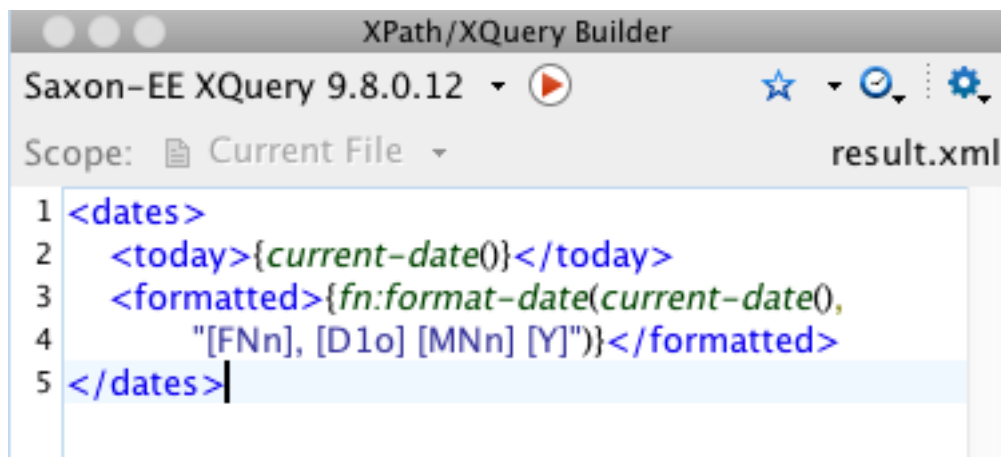 XPath/XQuery Builder
Saxon-EE XQuery 9.8.0.12
Scope: Current File result.xml
1 <dates>
2 <today>{current-date()}</today>
3 <formatted>{fn:format-date(current-date(),
4 "[FNn], [D1o] [MNn] [Y]")}</formatted>
5 </dates>